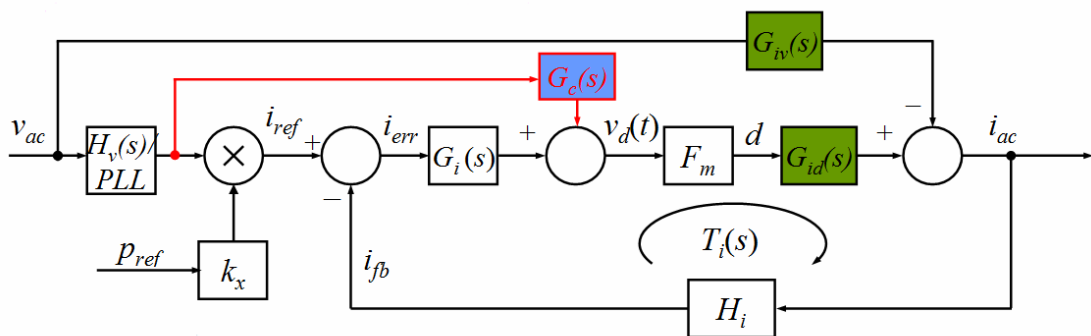 G_iv(s)
G_c(s)
−
v_ac
i_ref
+
i_err
+
v_d(t)
d
+
i_ac
H_v(s)/
PLL
×
G_i(s)
F_m
G_id(s)
−
T_i(s)
p_ref
k_x
i_fb
H_i